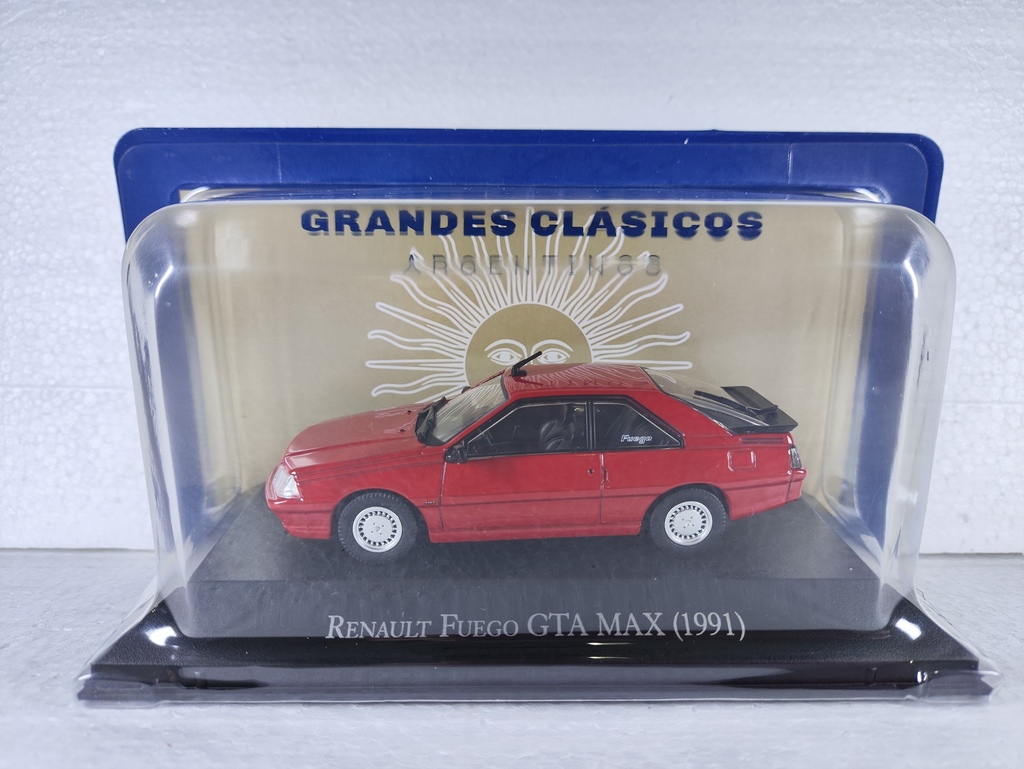 GRANDES CLÁSICOS
ARGENTINOS
Fuego
RENAULT FUEGO GTA MAX (1991)